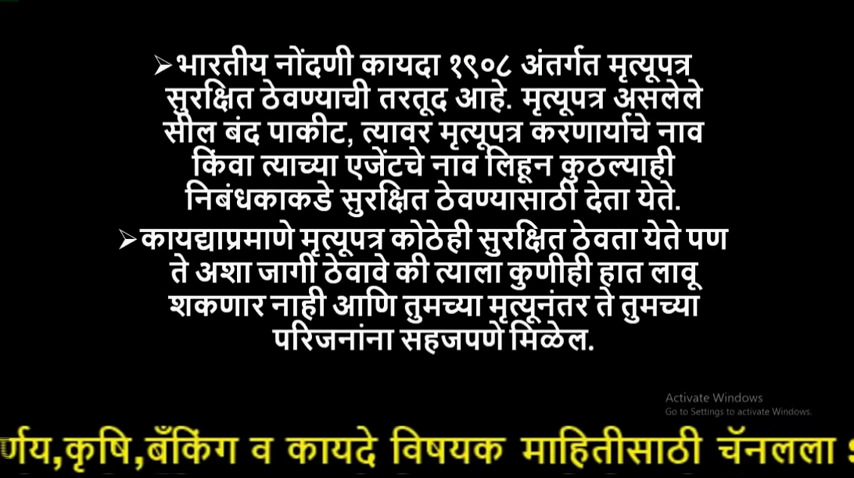 ➢भारतीय नोंदणी कायदा १९०८ अंतर्गत मृत्यूपत्र
सुरक्षित ठेवण्याची तरतूद आहे. मृत्यूपत्र असलेले
सील बंद पाकीट, त्यावर मृत्यूपत्र करणार्याचे नाव
किंवा त्याच्या एजेंटचे नाव लिहून कुठल्याही
निबंधकाकडे सुरक्षित ठेवण्यासाठी देता येते.
➢कायद्याप्रमाणे मृत्यूपत्र कोठेही सुरक्षित ठेवता येते पण
ते अशा जागी ठेवावे की त्याला कुणीही हात लावू
शकणार नाही आणि तुमच्या मृत्यूनंतर ते तुमच्या
परिजनांना सहजपणे मिळेल.
Activate Windows
Go to Settings to activate Windows.
र्णय,कृषि,बँकिंग व कायदे विषयक माहितीसाठी चॅनलला